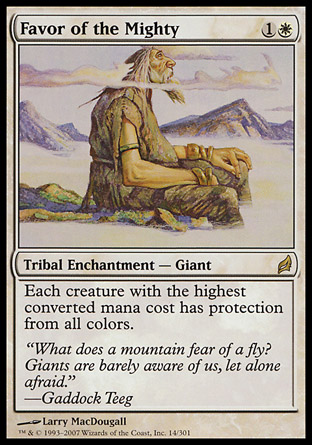 Favor of the Mighty 1
Tribal Enchantment — Giant
Each creature with the highest
converted mana cost has protection
from all colors.
"What does a mountain fear of a fly?
Giants are barely aware of us, let alone
afraid."
—Gaddock Teeg
Larry MacDougall
™ & © 1993–2007 Wizards of the Coast, Inc. 14/301